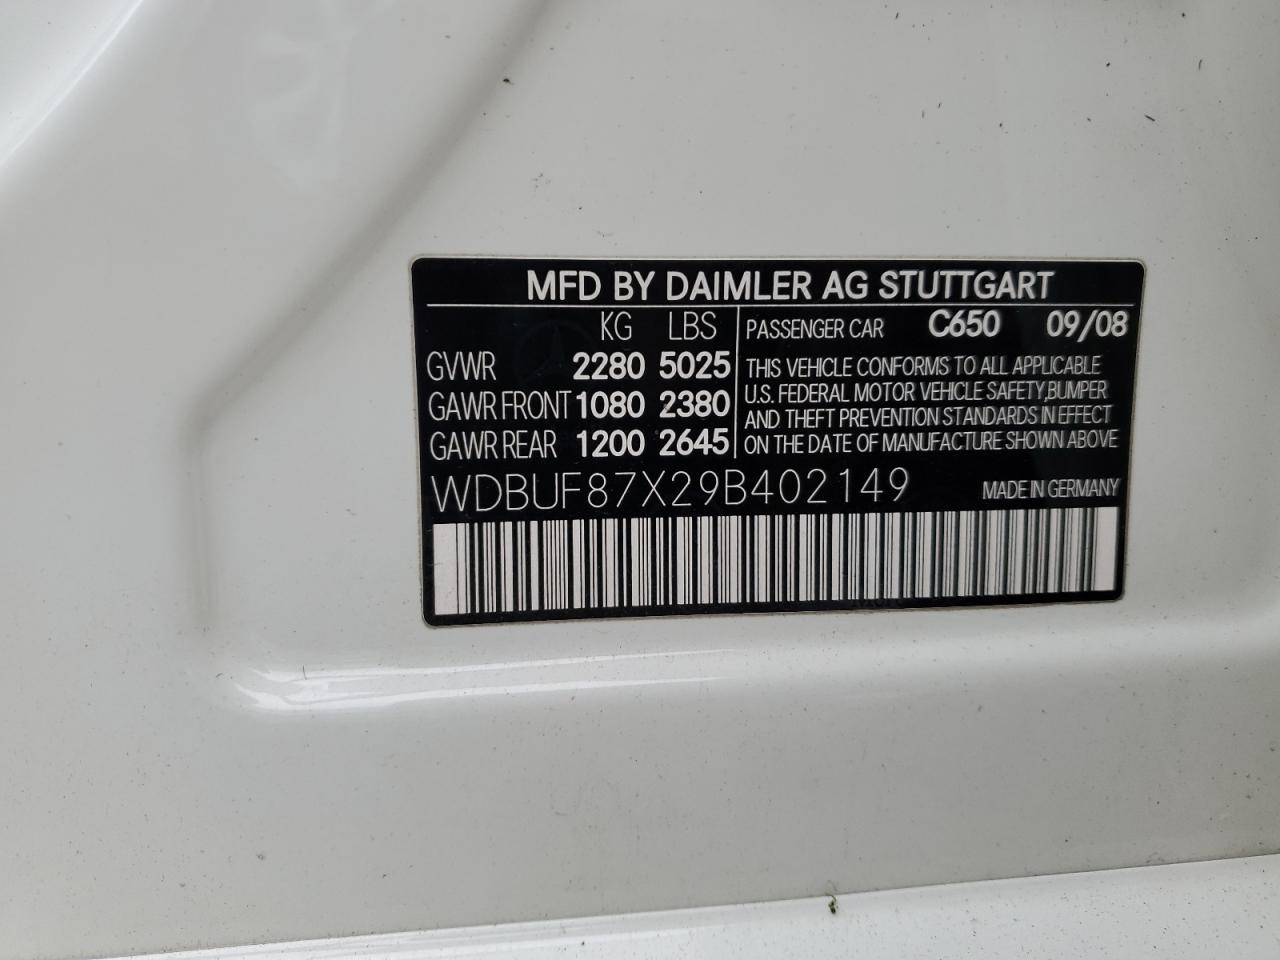 MFD BY DAIMLER AG STUTTGART
KG LBS
GVWR 2280 5025
GAWR FRONT 1080 2380
GAWR REAR 1200 2645
PASSENGER CAR C650 09/08
THIS VEHICLE CONFORMS TO ALL APPLICABLE
U.S. FEDERAL MOTOR VEHICLE SAFETY,BUMPER
AND THEFT PREVENTION STANDARDS IN EFFECT
ON THE DATE OF MANUFACTURE SHOWN ABOVE
WDBUF87X29B402149 MADE IN GERMANY